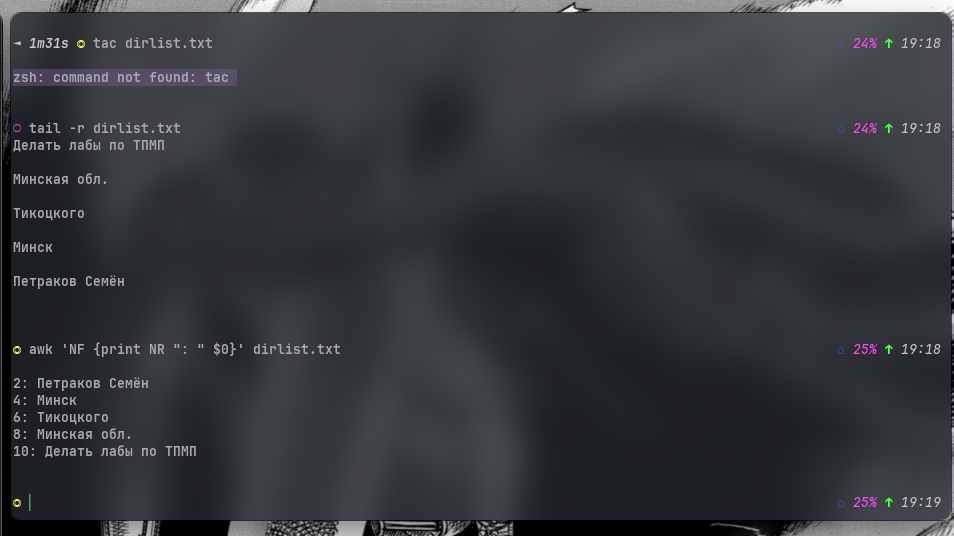 ➜ 1m31s ○ tac dirlist.txt 24% ↑ 19:18
zsh: command not found: tac
○ tail -r dirlist.txt 24% ↑ 19:18
Делать лабы по ТПМП
Минская обл.
Тикоцкого
Минск
Петраков Семён
○ awk 'NF {print NR ": " $0}' dirlist.txt 25% ↑ 19:18
2: Петраков Семён
4: Минск
6: Тикоцкого
8: Минская обл.
10: Делать лабы по ТПМП
○ 25% ↑ 19:19